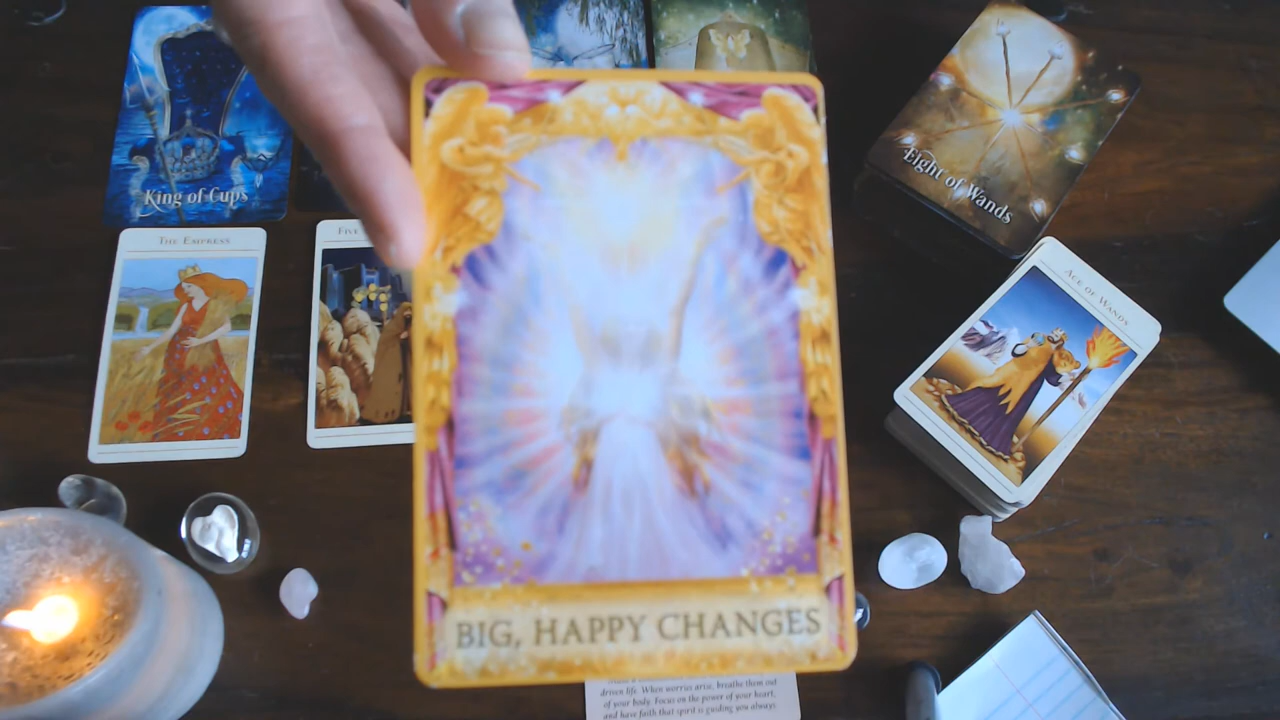 King of Cups
Eight of Wands
THE EMPRESS
FIVE
ACE OF WANDS
BIG, HAPPY CHANGES
driven life. When worries arise, breathe them out
of your body. Focus on the power of your heart,
and have faith that spirit is guiding you always.